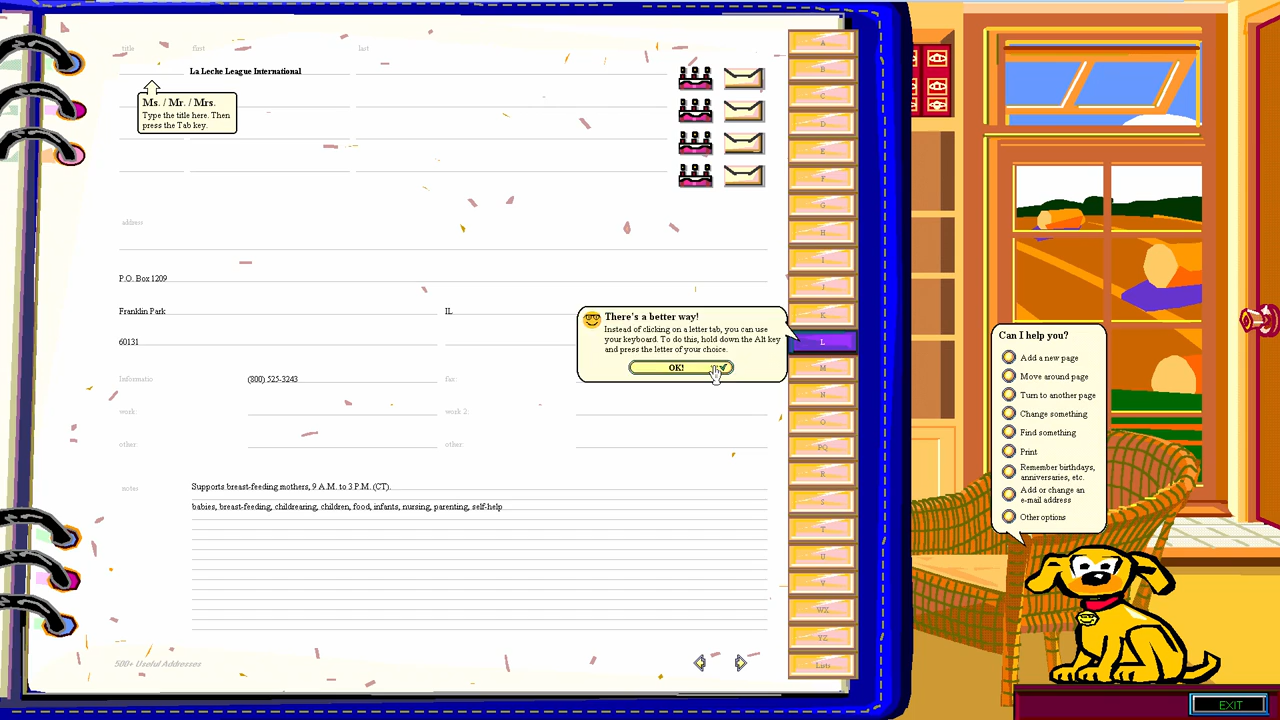 title first last
La Leche League International
Ms. / Mr. / Mrs.
Type the title here. Then
press the Tab key.
address
P.O. Box 1209
Franklin Park IL
60131
Informatio (800) 525-3243 fax:
work: work 2:
other: other:
notes
Supports breast-feeding mothers, 9 A.M. to 3 P.M. (CT).
babies, breast-feeding, childrearing, children, food, infants, nursing, parenting, self-help
500+ Useful Addresses
A
B
C
D
E
F
G
H
I
J
K
L
M
N
O
PQ
R
S
T
U
V
WX
YZ
Lists
There's a better way!
Instead of clicking on a letter tab, you can use
your keyboard. To do this, hold down the Alt key
and press the letter of your choice.
OK!
Can I help you?
Add a new page
Move around page
Turn to another page
Change something
Find something
Print
Remember birthdays,
anniversaries, etc.
Add or change an
e-mail address
Other options
EXIT